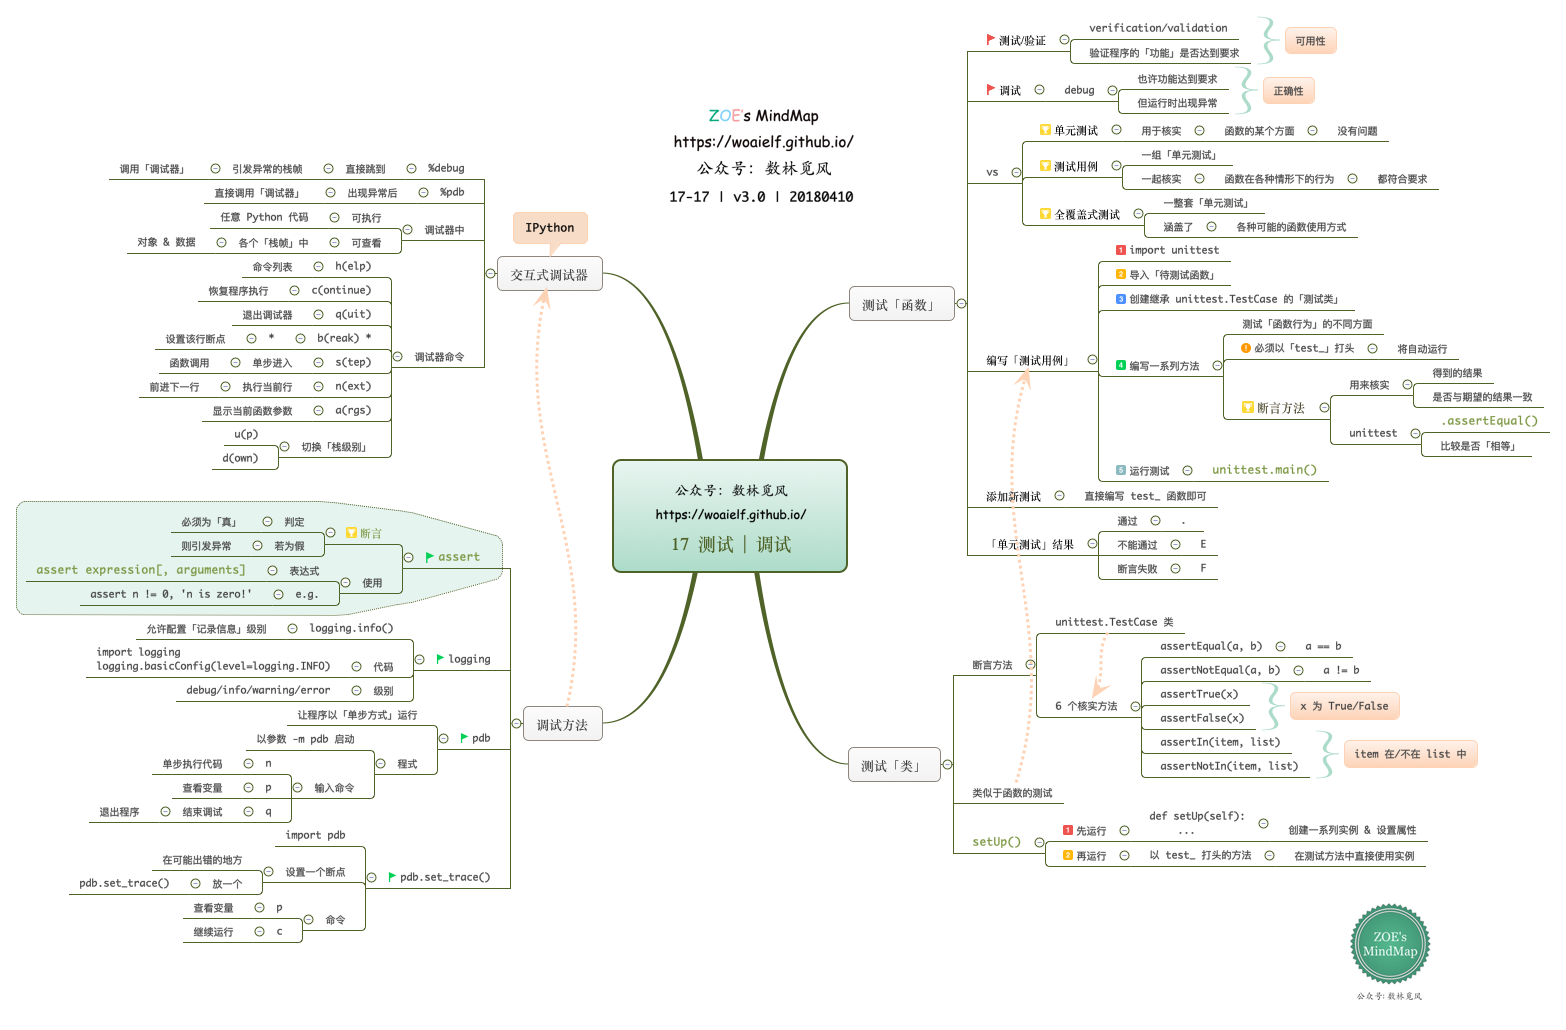 ZOE's MindMap
https://woaielf.github.io/
公众号：数林觅风
17-17 | v3.0 | 20180410
公众号：数林觅风
https://woaielf.github.io/
17 测试 | 调试
测试「函数」
测试/验证
verification/validation
验证程序的「功能」是否达到要求
可用性
调试
debug
也许功能达到要求
但运行时出现异常
正确性
vs
单元测试
用于核实
函数的某个方面
没有问题
测试用例
一组「单元测试」
一起核实
函数在各种情形下的行为
都符合要求
全覆盖式测试
一整套「单元测试」
涵盖了
各种可能的函数使用方式
编写「测试用例」
1 import unittest
2 导入「待测试函数」
3 创建继承 unittest.TestCase 的「测试类」
4 编写一系列方法
测试「函数行为」的不同方面
! 必须以「test_」打头
将自动运行
断言方法
用来核实
得到的结果
是否与期望的结果一致
unittest
.assertEqual()
比较是否「相等」
5 运行测试
unittest.main()
添加新测试
直接编写 test_ 函数即可
「单元测试」结果
通过
.
不能通过
E
断言失败
F
测试「类」
断言方法
unittest.TestCase 类
6 个核实方法
assertEqual(a, b)
a == b
assertNotEqual(a, b)
a != b
assertTrue(x)
assertFalse(x)
x 为 True/False
assertIn(item, list)
assertNotIn(item, list)
item 在/不在 list 中
类似于函数的测试
setUp()
1 先运行
def setUp(self):
...
创建一系列实例 & 设置属性
2 再运行
以 test_ 打头的方法
在测试方法中直接使用实例
IPython
交互式调试器
%debug
直接跳到
引发异常的栈帧
调用「调试器」
%pdb
出现异常后
直接调用「调试器」
调试器中
可执行
任意 Python 代码
可查看
各个「栈帧」中
对象 & 数据
调试器命令
h(elp)
命令列表
c(ontinue)
恢复程序执行
q(uit)
退出调试器
b(reak) *
*
设置该行断点
s(tep)
单步进入
函数调用
n(ext)
执行当前行
前进下一行
a(rgs)
显示当前函数参数
切换「栈级别」
u(p)
d(own)
调试方法
assert
断言
判定
必须为「真」
若为假
则引发异常
使用
表达式
assert expression[, arguments]
e.g.
assert n != 0, 'n is zero!'
logging
logging.info()
允许配置「记录信息」级别
代码
import logging
logging.basicConfig(level=logging.INFO)
级别
debug/info/warning/error
pdb
让程序以「单步方式」运行
程式
以参数 -m pdb 启动
输入命令
n
单步执行代码
p
查看变量
q
结束调试
退出程序
pdb.set_trace()
import pdb
设置一个断点
在可能出错的地方
放一个
pdb.set_trace()
命令
p
查看变量
c
继续运行
ZOE's
MindMap
公众号：数林觅风